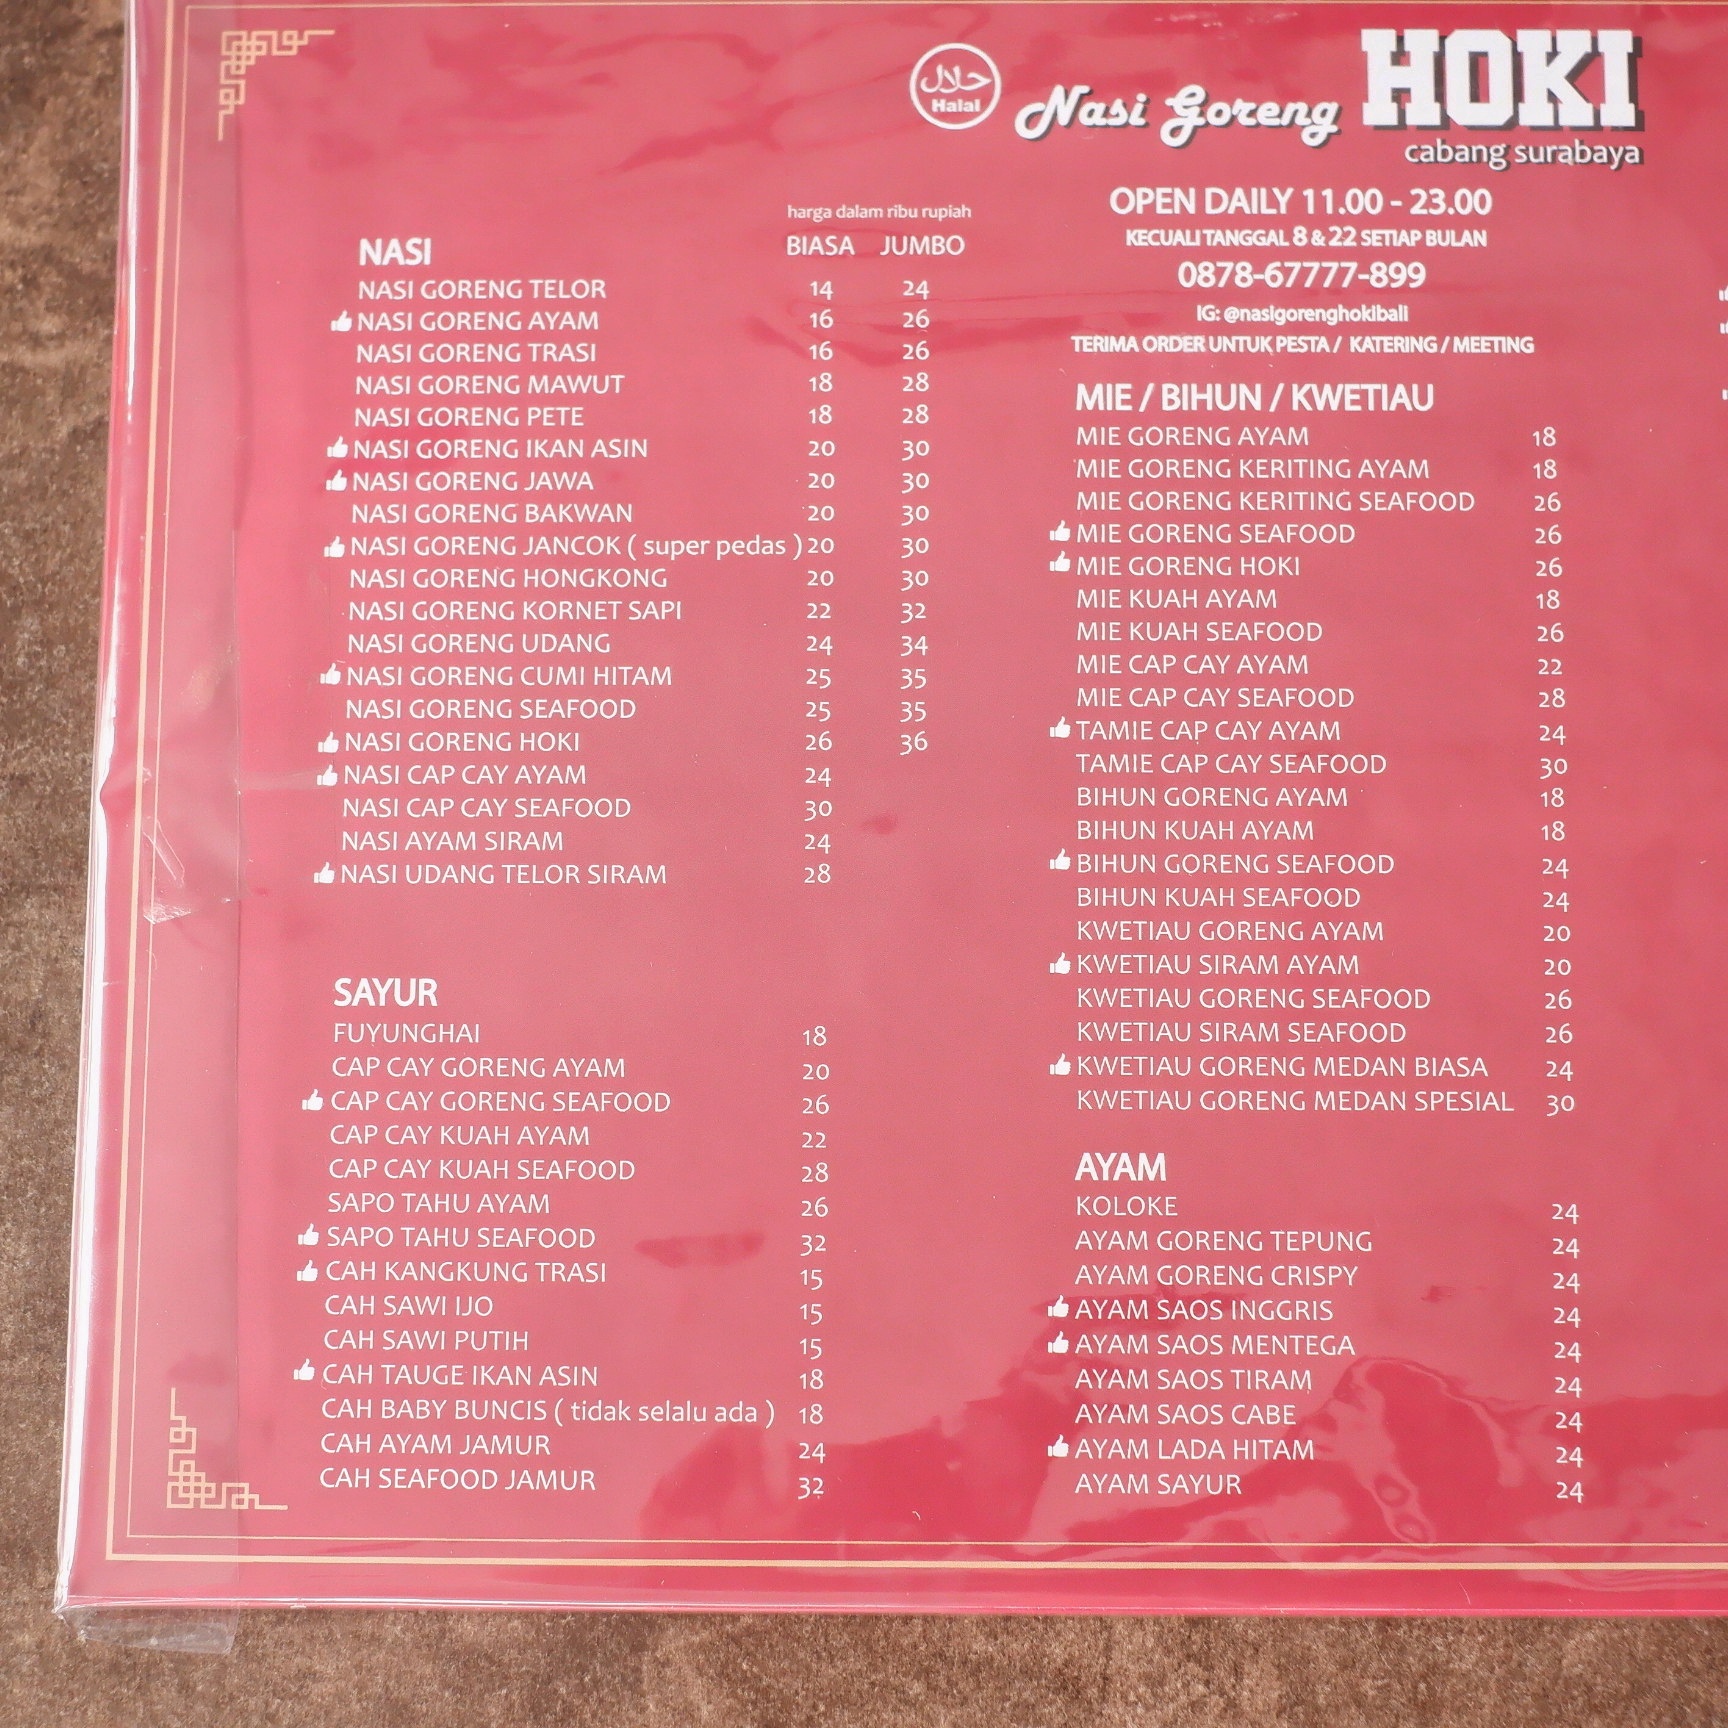 حلال
Halal
Nasi Goreng HOKI
cabang surabaya
OPEN DAILY 11.00 - 23.00
KECUALI TANGGAL 8 & 22 SETIAP BULAN
0878-67777-899
IG: @nasigorenghokibali
TERIMA ORDER UNTUK PESTA / KATERING / MEETING
harga dalam ribu rupiah
NASI BIASA JUMBO
NASI GORENG TELOR 14 24
NASI GORENG AYAM 16 26
NASI GORENG TRASI 16 26
NASI GORENG MAWUT 18 28
NASI GORENG PETE 18 28
NASI GORENG IKAN ASIN 20 30
NASI GORENG JAWA 20 30
NASI GORENG BAKWAN 20 30
NASI GORENG JANCOK ( super pedas ) 20 30
NASI GORENG HONGKONG 20 30
NASI GORENG KORNET SAPI 22 32
NASI GORENG UDANG 24 34
NASI GORENG CUMI HITAM 25 35
NASI GORENG SEAFOOD 25 35
NASI GORENG HOKI 26 36
NASI CAP CAY AYAM 24
NASI CAP CAY SEAFOOD 30
NASI AYAM SIRAM 24
NASI UDANG TELOR SIRAM 28
SAYUR
FUYUNGHAI 18
CAP CAY GORENG AYAM 20
CAP CAY GORENG SEAFOOD 26
CAP CAY KUAH AYAM 22
CAP CAY KUAH SEAFOOD 28
SAPO TAHU AYAM 26
SAPO TAHU SEAFOOD 32
CAH KANGKUNG TRASI 15
CAH SAWI IJO 15
CAH SAWI PUTIH 15
CAH TAUGE IKAN ASIN 18
CAH BABY BUNCIS ( tidak selalu ada ) 18
CAH AYAM JAMUR 24
CAH SEAFOOD JAMUR 32
MIE / BIHUN / KWETIAU
MIE GORENG AYAM 18
MIE GORENG KERITING AYAM 18
MIE GORENG KERITING SEAFOOD 26
MIE GORENG SEAFOOD 26
MIE GORENG HOKI 26
MIE KUAH AYAM 18
MIE KUAH SEAFOOD 26
MIE CAP CAY AYAM 22
MIE CAP CAY SEAFOOD 28
TAMIE CAP CAY AYAM 24
TAMIE CAP CAY SEAFOOD 30
BIHUN GORENG AYAM 18
BIHUN KUAH AYAM 18
BIHUN GORENG SEAFOOD 24
BIHUN KUAH SEAFOOD 24
KWETIAU GORENG AYAM 20
KWETIAU SIRAM AYAM 20
KWETIAU GORENG SEAFOOD 26
KWETIAU SIRAM SEAFOOD 26
KWETIAU GORENG MEDAN BIASA 24
KWETIAU GORENG MEDAN SPESIAL 30
AYAM
KOLOKE 24
AYAM GORENG TEPUNG 24
AYAM GORENG CRISPY 24
AYAM SAOS INGGRIS 24
AYAM SAOS MENTEGA 24
AYAM SAOS TIRAM 24
AYAM SAOS CABE 24
AYAM LADA HITAM 24
AYAM SAYUR 24